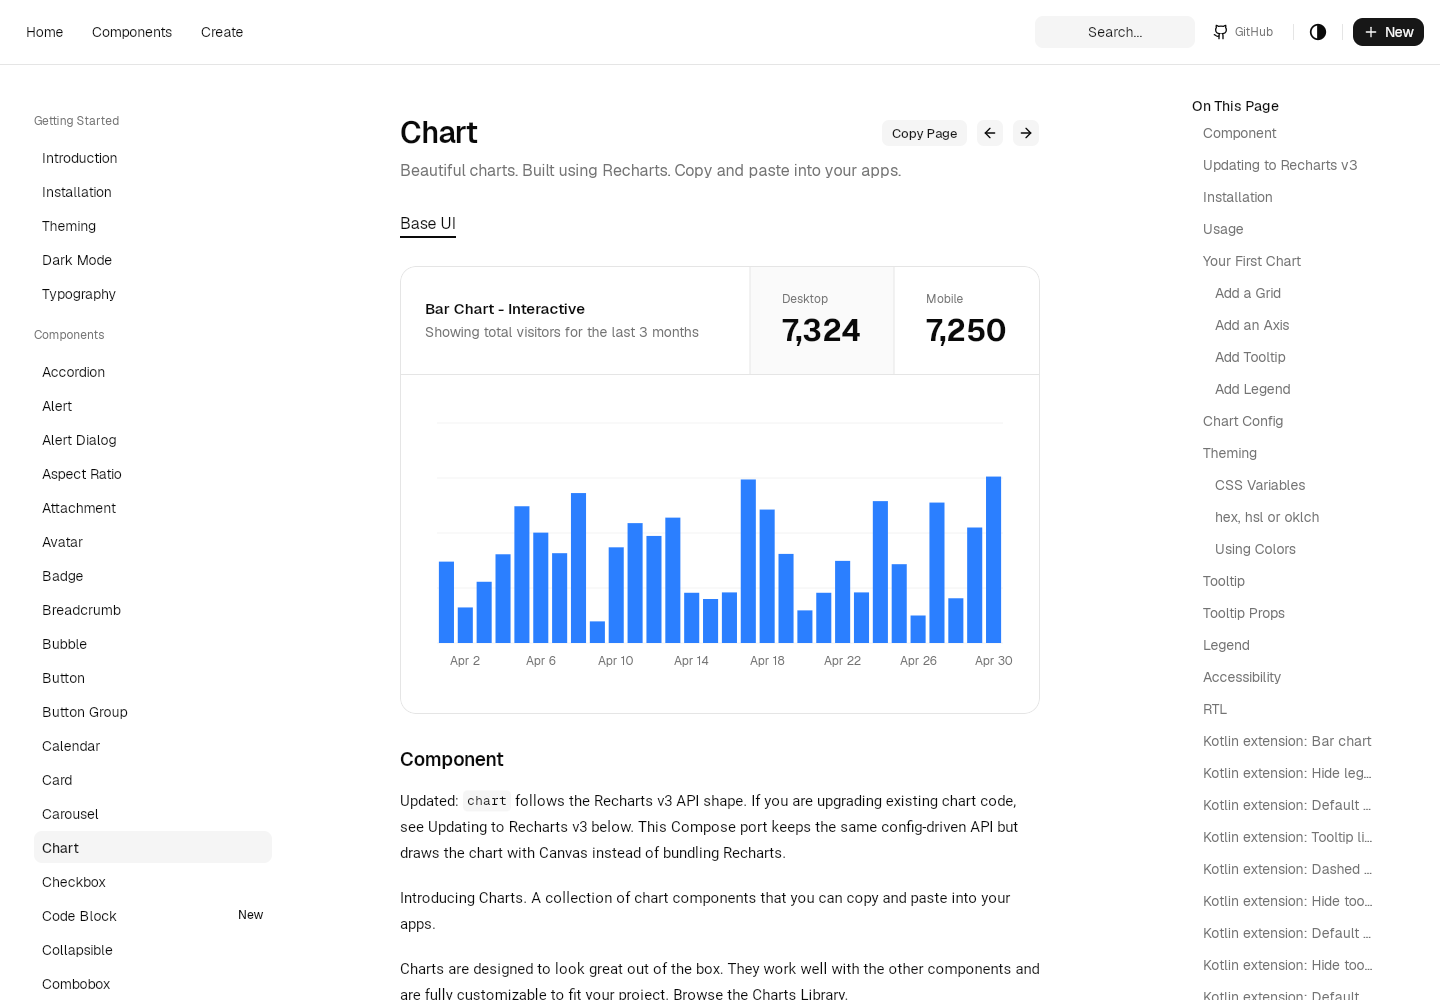 Home
Components
Create
Search...
GitHub
New
Getting Started
Introduction
Installation
Theming
Dark Mode
Typography
Components
Accordion
Alert
Alert Dialog
Aspect Ratio
Attachment
Avatar
Badge
Breadcrumb
Bubble
Button
Button Group
Calendar
Card
Carousel
Chart
Checkbox
Code Block New
Collapsible
Combobox
Chart
Copy Page
Beautiful charts. Built using Recharts. Copy and paste into your apps.
Base UI
Bar Chart - Interactive
Showing total visitors for the last 3 months
Desktop
7,324
Mobile
7,250
Apr 2 Apr 6 Apr 10 Apr 14 Apr 18 Apr 22 Apr 26 Apr 30
Component
Updated: chart follows the Recharts v3 API shape. If you are upgrading existing chart code,
see Updating to Recharts v3 below. This Compose port keeps the same config-driven API but
draws the chart with Canvas instead of bundling Recharts.
Introducing Charts. A collection of chart components that you can copy and paste into your
apps.
Charts are designed to look great out of the box. They work well with the other components and
are fully customizable to fit your project. Browse the Charts Library.
On This Page
Component
Updating to Recharts v3
Installation
Usage
Your First Chart
Add a Grid
Add an Axis
Add Tooltip
Add Legend
Chart Config
Theming
CSS Variables
hex, hsl or oklch
Using Colors
Tooltip
Tooltip Props
Legend
Accessibility
RTL
Kotlin extension: Bar chart
Kotlin extension: Hide leg...
Kotlin extension: Default ...
Kotlin extension: Tooltip li...
Kotlin extension: Dashed ...
Kotlin extension: Hide too...
Kotlin extension: Default ...
Kotlin extension: Hide too...
Kotlin extension: Default